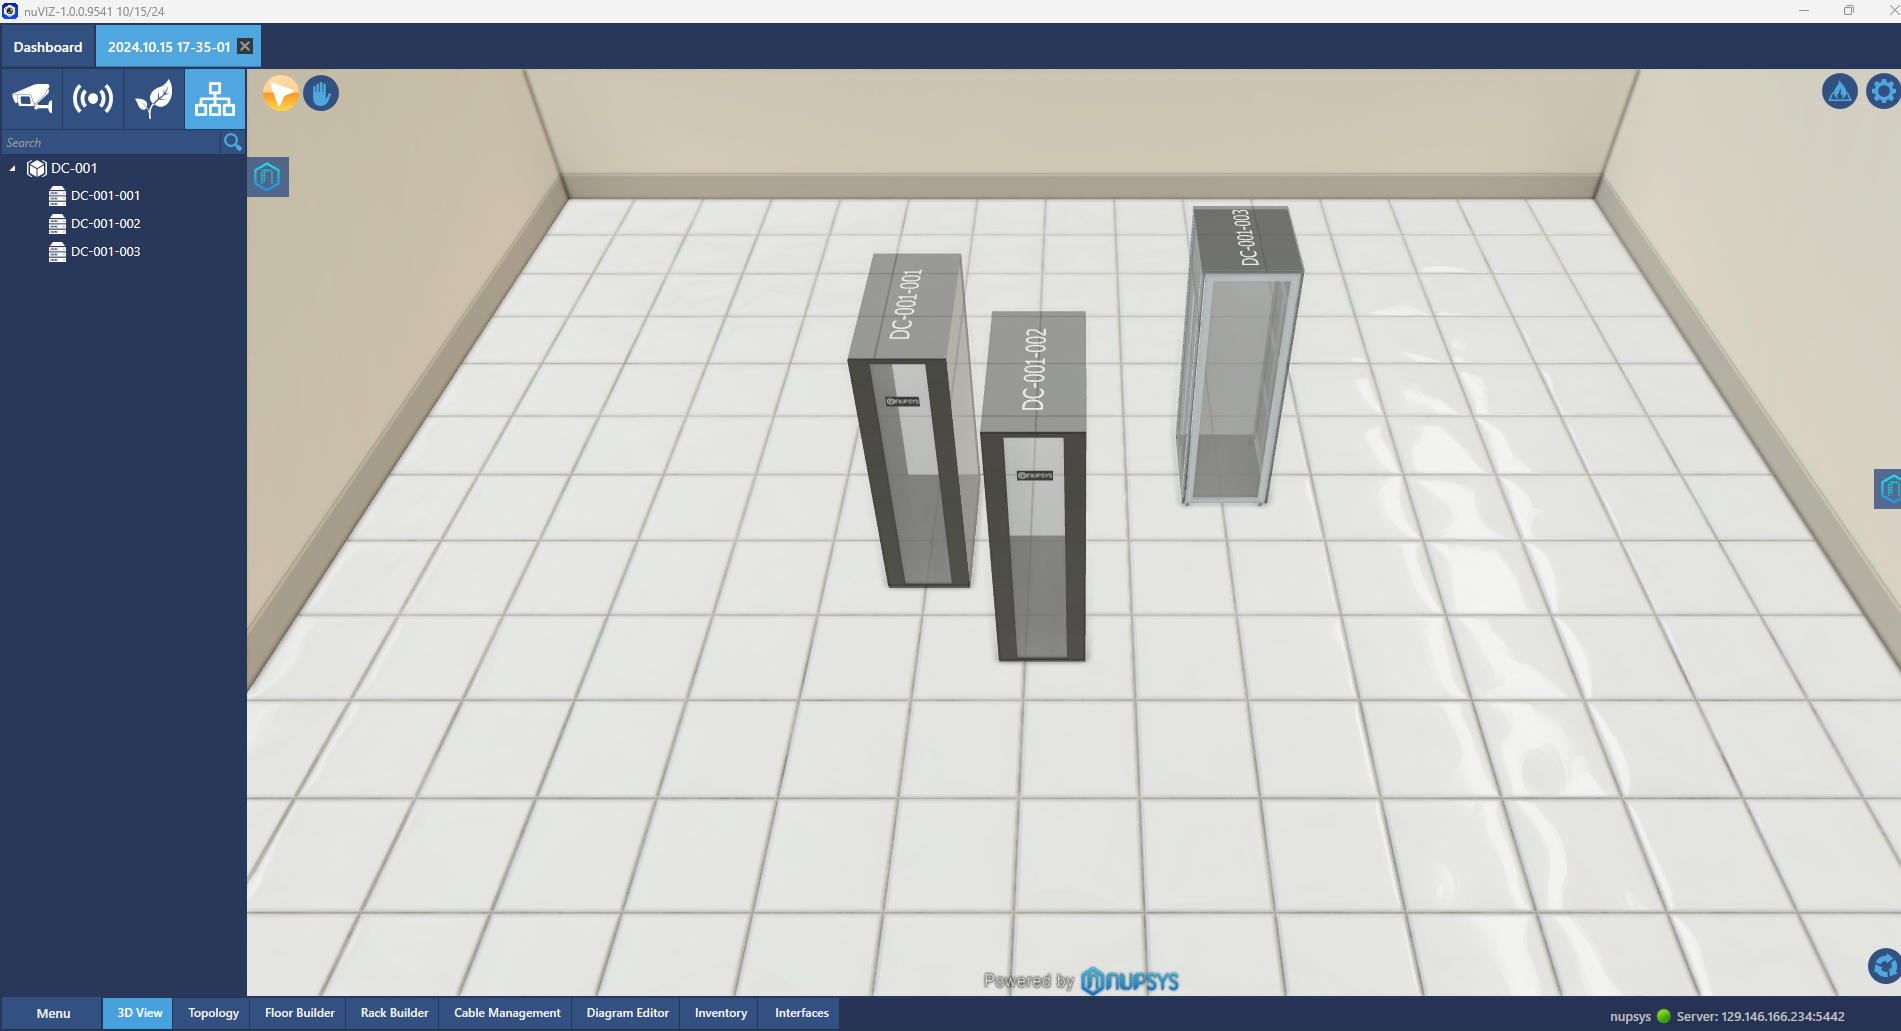 nuVIZ-1.0.0.9541 10/15/24
Dashboard
2024.10.15 17-35-01
Search
DC-001
DC-001-001
DC-001-002
DC-001-003
DC-001-003
DC-001-001
DC-001-002
nupsys
nupsys
Powered by nupsys
Menu
3D View
Topology
Floor Builder
Rack Builder
Cable Management
Diagram Editor
Inventory
Interfaces
nupsys Server: 129.146.166.234:5442